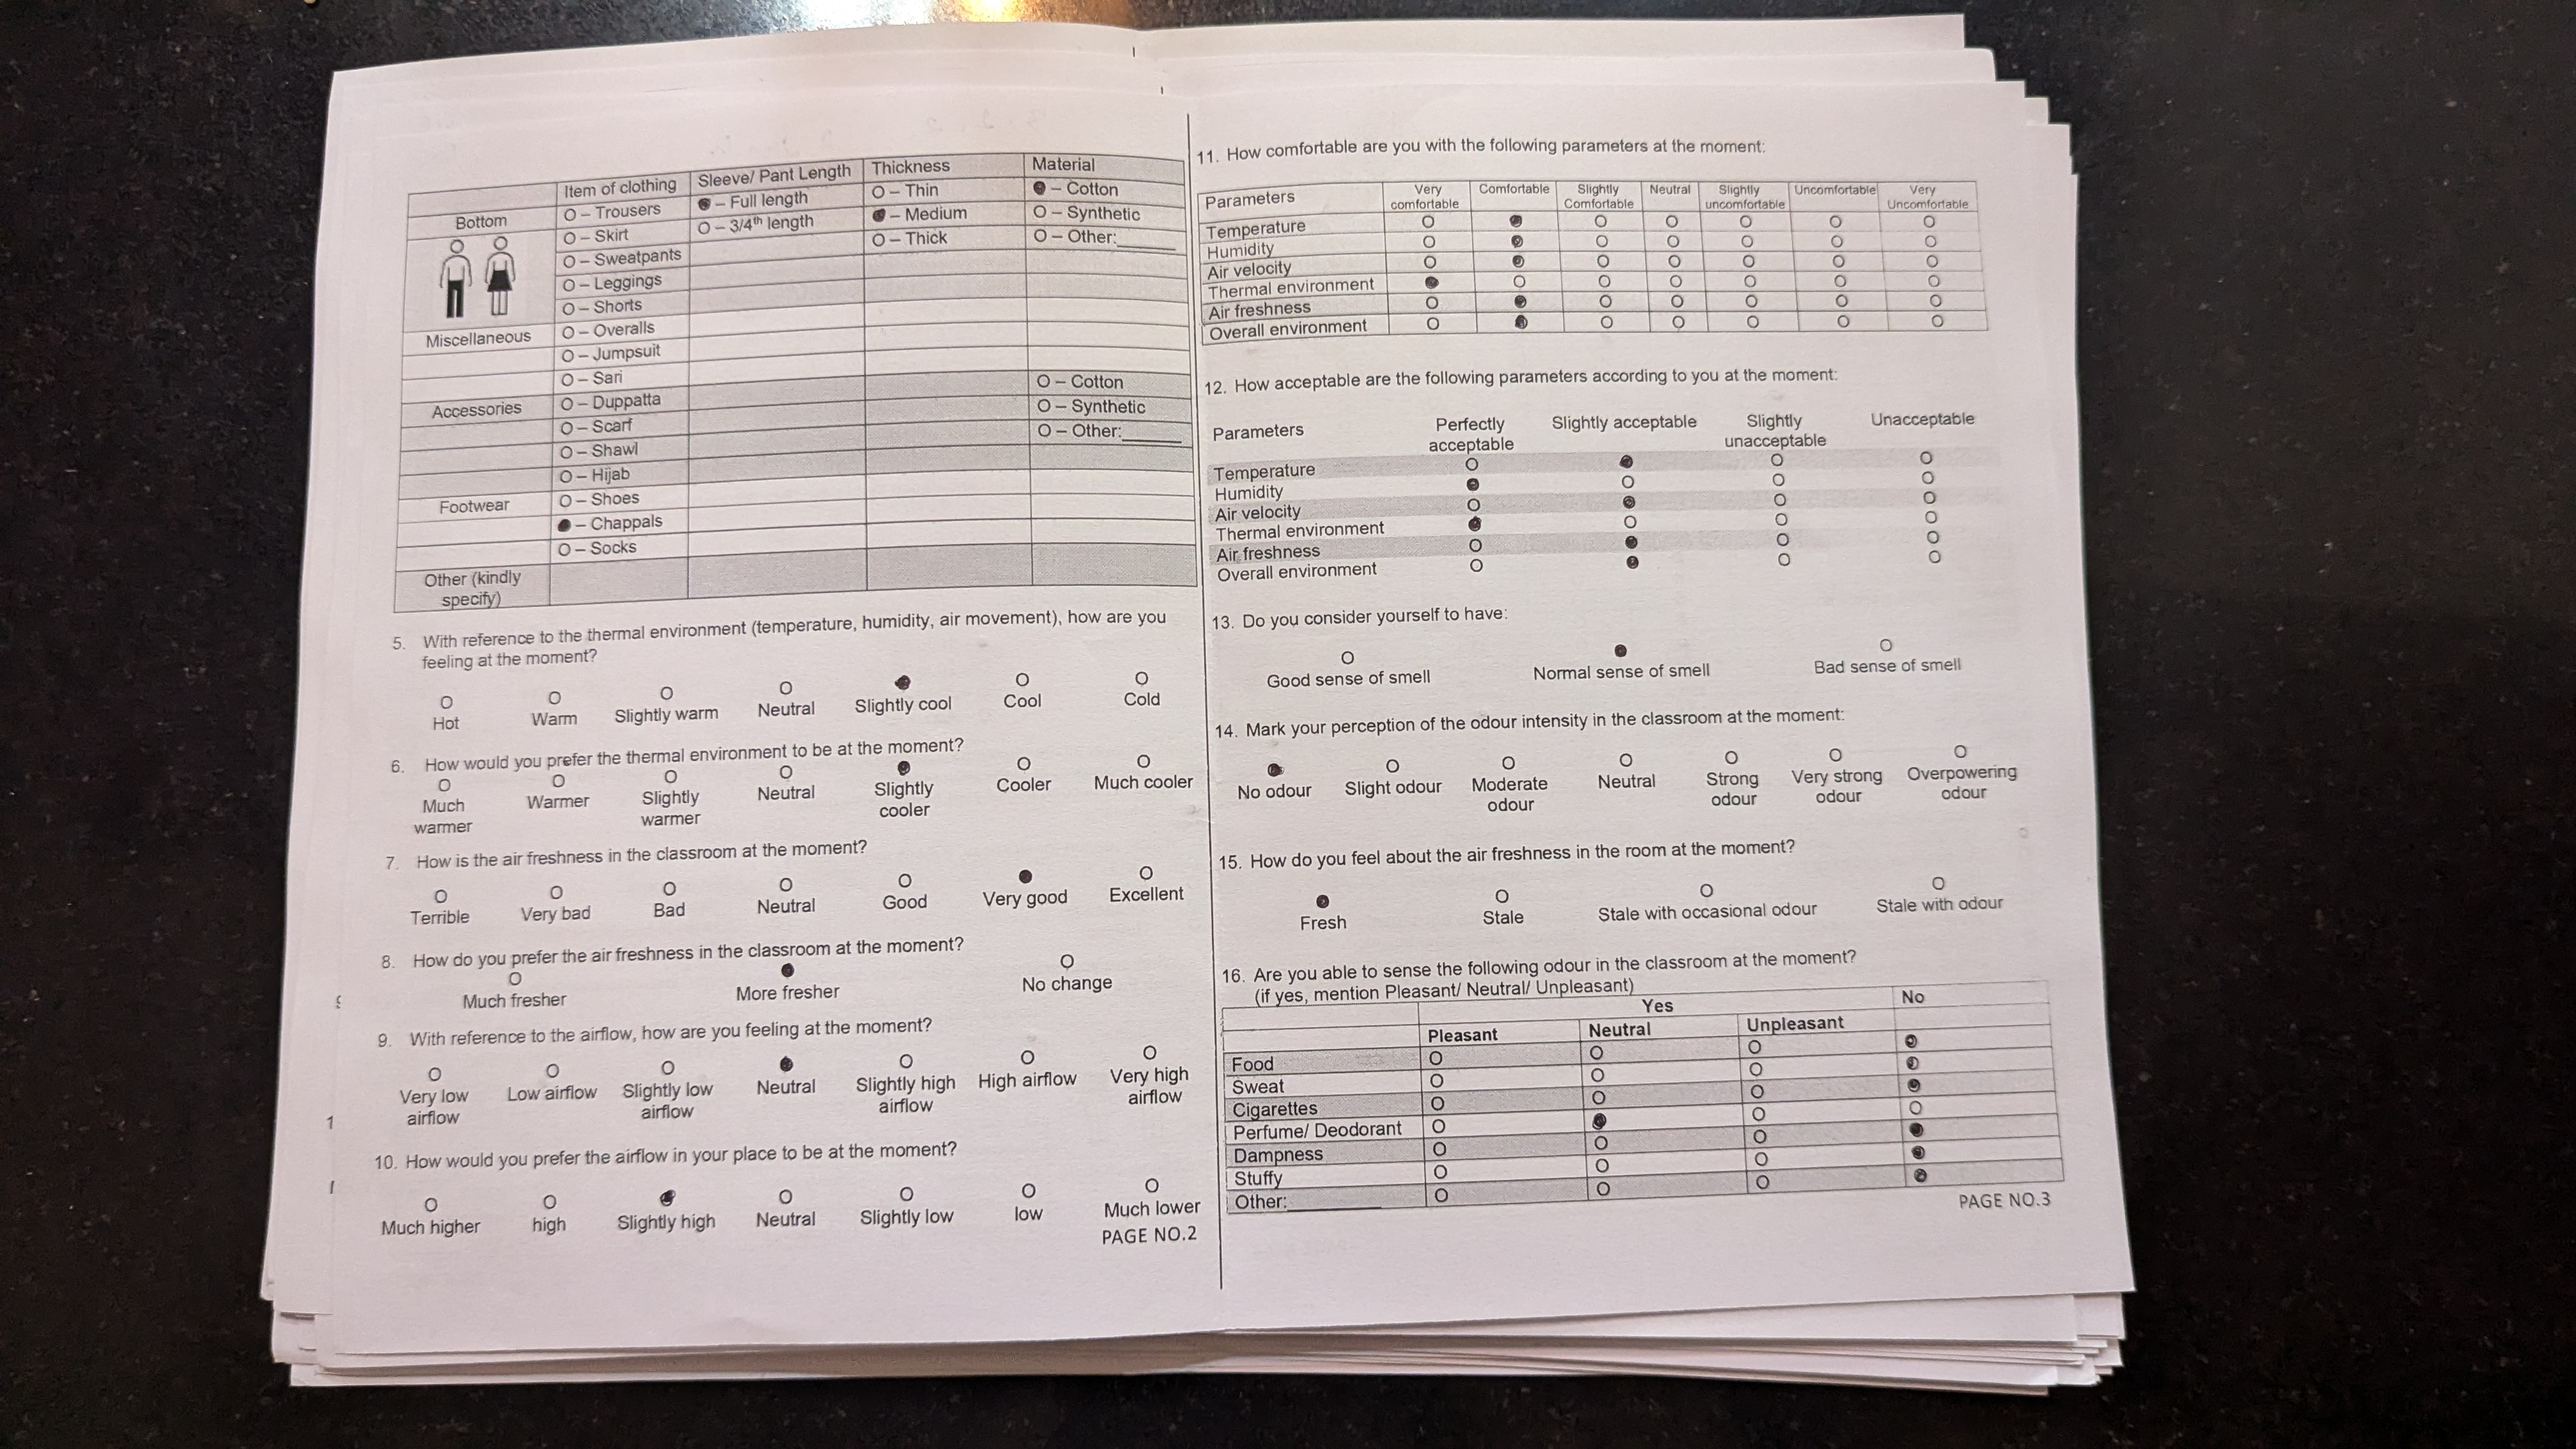 Item of clothing Sleeve/ Pant Length Thickness Material
Bottom O – Trousers ● – Full length O – Thin ● – Cotton
O – Skirt O – 3/4th length ● – Medium O – Synthetic
O – Sweatpants O – Thick O – Other:______
O – Leggings
O – Shorts
Miscellaneous O – Overalls
O – Jumpsuit
O – Sari O – Cotton
Accessories O – Duppatta O – Synthetic
O – Scarf O – Other:______
O – Shawl
O – Hijab
Footwear O – Shoes
● – Chappals
O – Socks
Other (kindly
specify)
5. With reference to the thermal environment (temperature, humidity, air movement), how are you
feeling at the moment?
O O O O ● O O
Hot Warm Slightly warm Neutral Slightly cool Cool Cold
6. How would you prefer the thermal environment to be at the moment?
O O O O ● O O
Much Warmer Slightly Neutral Slightly Cooler Much cooler
warmer warmer cooler
7. How is the air freshness in the classroom at the moment?
O O O O O ● O
Terrible Very bad Bad Neutral Good Very good Excellent
8. How do you prefer the air freshness in the classroom at the moment?
O ● O
Much fresher More fresher No change
9. With reference to the airflow, how are you feeling at the moment?
O O O ● O O O
Very low Low airflow Slightly low Neutral Slightly high High airflow Very high
airflow airflow airflow airflow
10. How would you prefer the airflow in your place to be at the moment?
O O ● O O O O
Much higher high Slightly high Neutral Slightly low low Much lower
PAGE NO.2
11. How comfortable are you with the following parameters at the moment:
Parameters Very Comfortable Slightly Neutral Slightly Uncomfortable Very
comfortable Comfortable uncomfortable Uncomfortable
Temperature O ● O O O O O
Humidity O ● O O O O O
Air velocity O ● O O O O O
Thermal environment ● O O O O O O
Air freshness O ● O O O O O
Overall environment O ● O O O O O
12. How acceptable are the following parameters according to you at the moment:
Parameters Perfectly Slightly acceptable Slightly Unacceptable
acceptable unacceptable
Temperature O ● O O
Humidity ● O O O
Air velocity O ● O O
Thermal environment ● O O O
Air freshness O ● O O
Overall environment O ● O O
13. Do you consider yourself to have:
O ● O
Good sense of smell Normal sense of smell Bad sense of smell
14. Mark your perception of the odour intensity in the classroom at the moment:
● O O O O O O
No odour Slight odour Moderate Neutral Strong Very strong Overpowering
odour odour odour odour
15. How do you feel about the air freshness in the room at the moment?
● O O O
Fresh Stale Stale with occasional odour Stale with odour
16. Are you able to sense the following odour in the classroom at the moment?
(if yes, mention Pleasant/ Neutral/ Unpleasant)
Yes No
Pleasant Neutral Unpleasant
Food O O O ●
Sweat O O O ●
Cigarettes O O O ●
Perfume/ Deodorant O ● O O
Dampness O O O ●
Stuffy O O O ●
Other:__________ O O O ●
PAGE NO.3